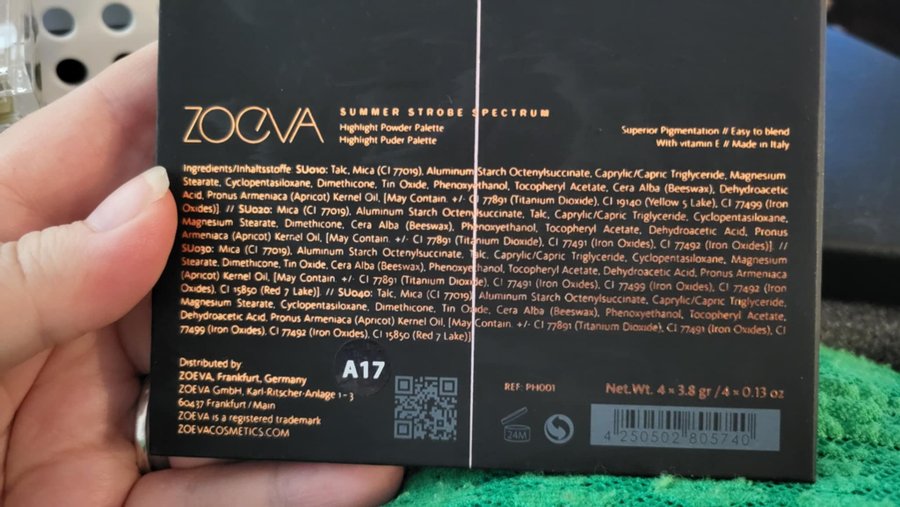 ZOEVA
SUMMER STROBE SPECTRUM
Highlight Powder Palette
Highlight Puder Palette
Superior Pigmentation // Easy to blend
With vitamin E // Made in Italy
Ingredients/Inhaltsstoffe SU010: Talc, Mica (CI 77019), Aluminum Starch Octenylsuccinate, Caprylic/Capric Triglyceride, Magnesium
Stearate, Cyclopentasiloxane, Dimethicone, Tin Oxide, Phenoxyethanol, Tocopheryl Acetate, Cera Alba (Beeswax), Dehydroacetic
Acid, Pronus Armeniaca (Apricot) Kernel Oil, [May Contain +/- CI 77891 (Titanium Dioxide), CI 19140 (Yellow 5 Lake), CI 77499 (Iron
Oxides)]. // SU020: Mica (CI 77019), Aluminum Starch Octenylsuccinate, Talc, Caprylic/Capric Triglyceride, Cyclopentasiloxane,
Magnesium Stearate, Dimethicone, Cera Alba (Beeswax), Phenoxyethanol, Tocopheryl Acetate, Dehydroacetic Acid, Pronus
Armeniaca (Apricot) Kernel Oil, [May Contain. +/- CI 77891 (Titanium Dioxide), CI 77491 (Iron Oxides), CI 77492 (Iron Oxides)] //
SU030: Mica (CI 77019), Aluminum Starch Octenylsuccinate, Talc, Caprylic/Capric Triglyceride, Cyclopentasiloxane, Magnesium
Stearate, Dimethicone, Tin Oxide, Cera Alba (Beeswax), Phenoxyethanol, Tocopheryl Acetate, Dehydroacetic Acid, Pronus Armeniaca
(Apricot) Kernel Oil, [May Contain. +/- CI 77891 (Titanium Dioxide), CI 77491 (Iron Oxides), CI 77499 (Iron Oxides), CI 77492 (Iron
Oxides), CI 15850 (Red 7 Lake)]. // SU040: Talc, Mica (CI 77019), Aluminum Starch Octenylsuccinate, Caprylic/Capric Triglyceride,
Magnesium Stearate, Cyclopentasiloxane, Dimethicone, Tin Oxide, Cera Alba (Beeswax), Phenoxyethanol, Tocopheryl Acetate,
Dehydroacetic Acid, Pronus Armeniaca (Apricot) Kernel Oil, [May Contain. +/- CI 77891 (Titanium Dioxide), CI 77491 (Iron Oxides), CI
77499 (Iron Oxides), CI 77492 (Iron Oxides), CI 15850 (Red 7 Lake)]
Distributed by
ZOEVA, Frankfurt, Germany
ZOEVA GmbH, Karl-Ritscher-Anlage 1-3
60437 Frankfurt / Main
ZOEVA is a registered trademark
ZOEVACOSMETICS.COM
A17
REF: PH001
Net.Wt. 4 x 3.8 gr / 4 x 0.13 oz
24M
4 250502 805740